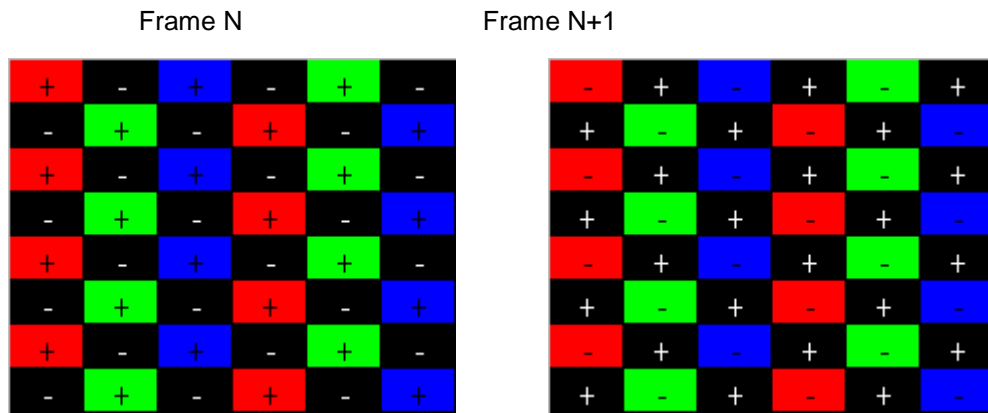 Frame N Frame N+1
+ - + - + - - + - + - +
- + - + - + + - + - + -
+ - + - + - - + - + - +
- + - + - + + - + - + -
+ - + - + - - + - + - +
- + - + - + + - + - + -
+ - + - + - - + - + - +
- + - + - + + - + - + -